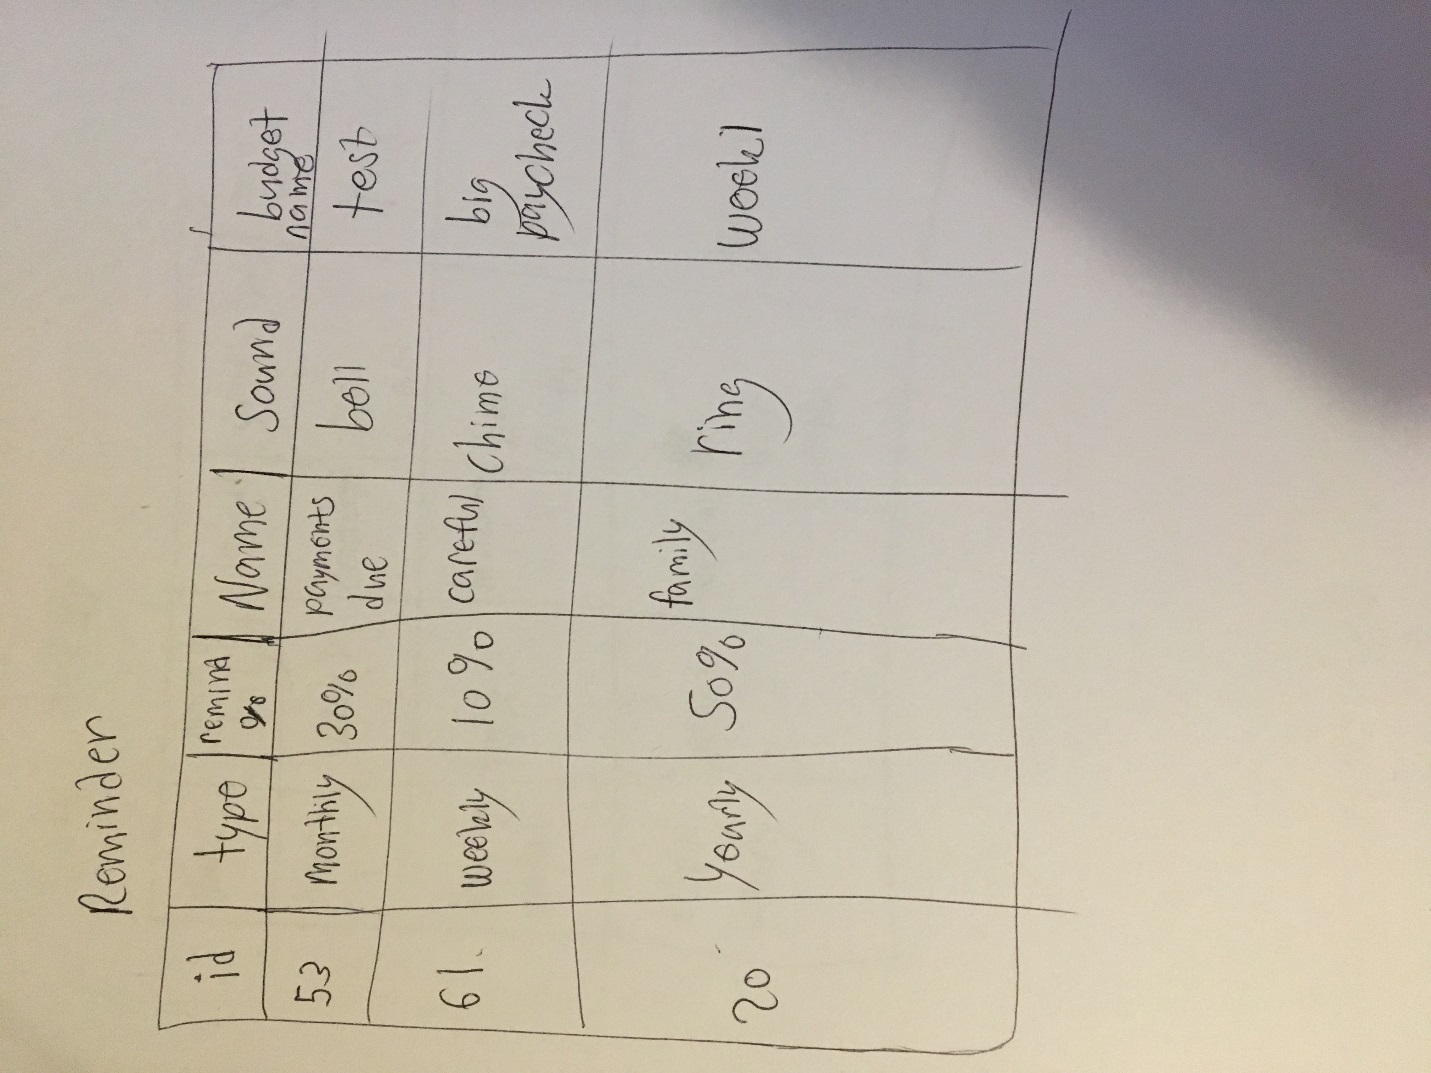 Reminder
id type remind % Name Sound budget name
53 monthly 30% payments due bell test
61. weekly 10% careful chime big paycheck
20 yearly 50% family ring week1